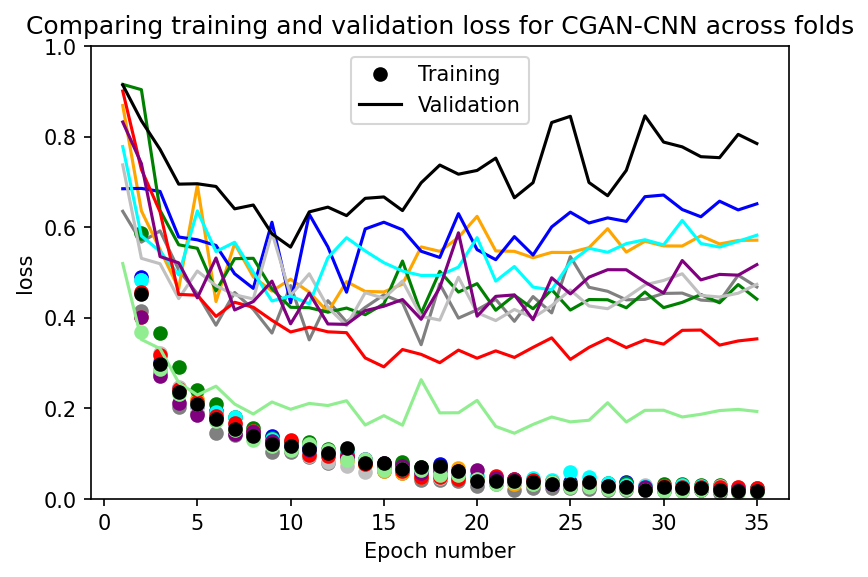 Comparing training and validation loss for CGAN-CNN across folds
1.0
Training
Validation
0.8
0.6
loss
0.4
0.2
0.0
0 5 10 15 20 25 30 35
Epoch number